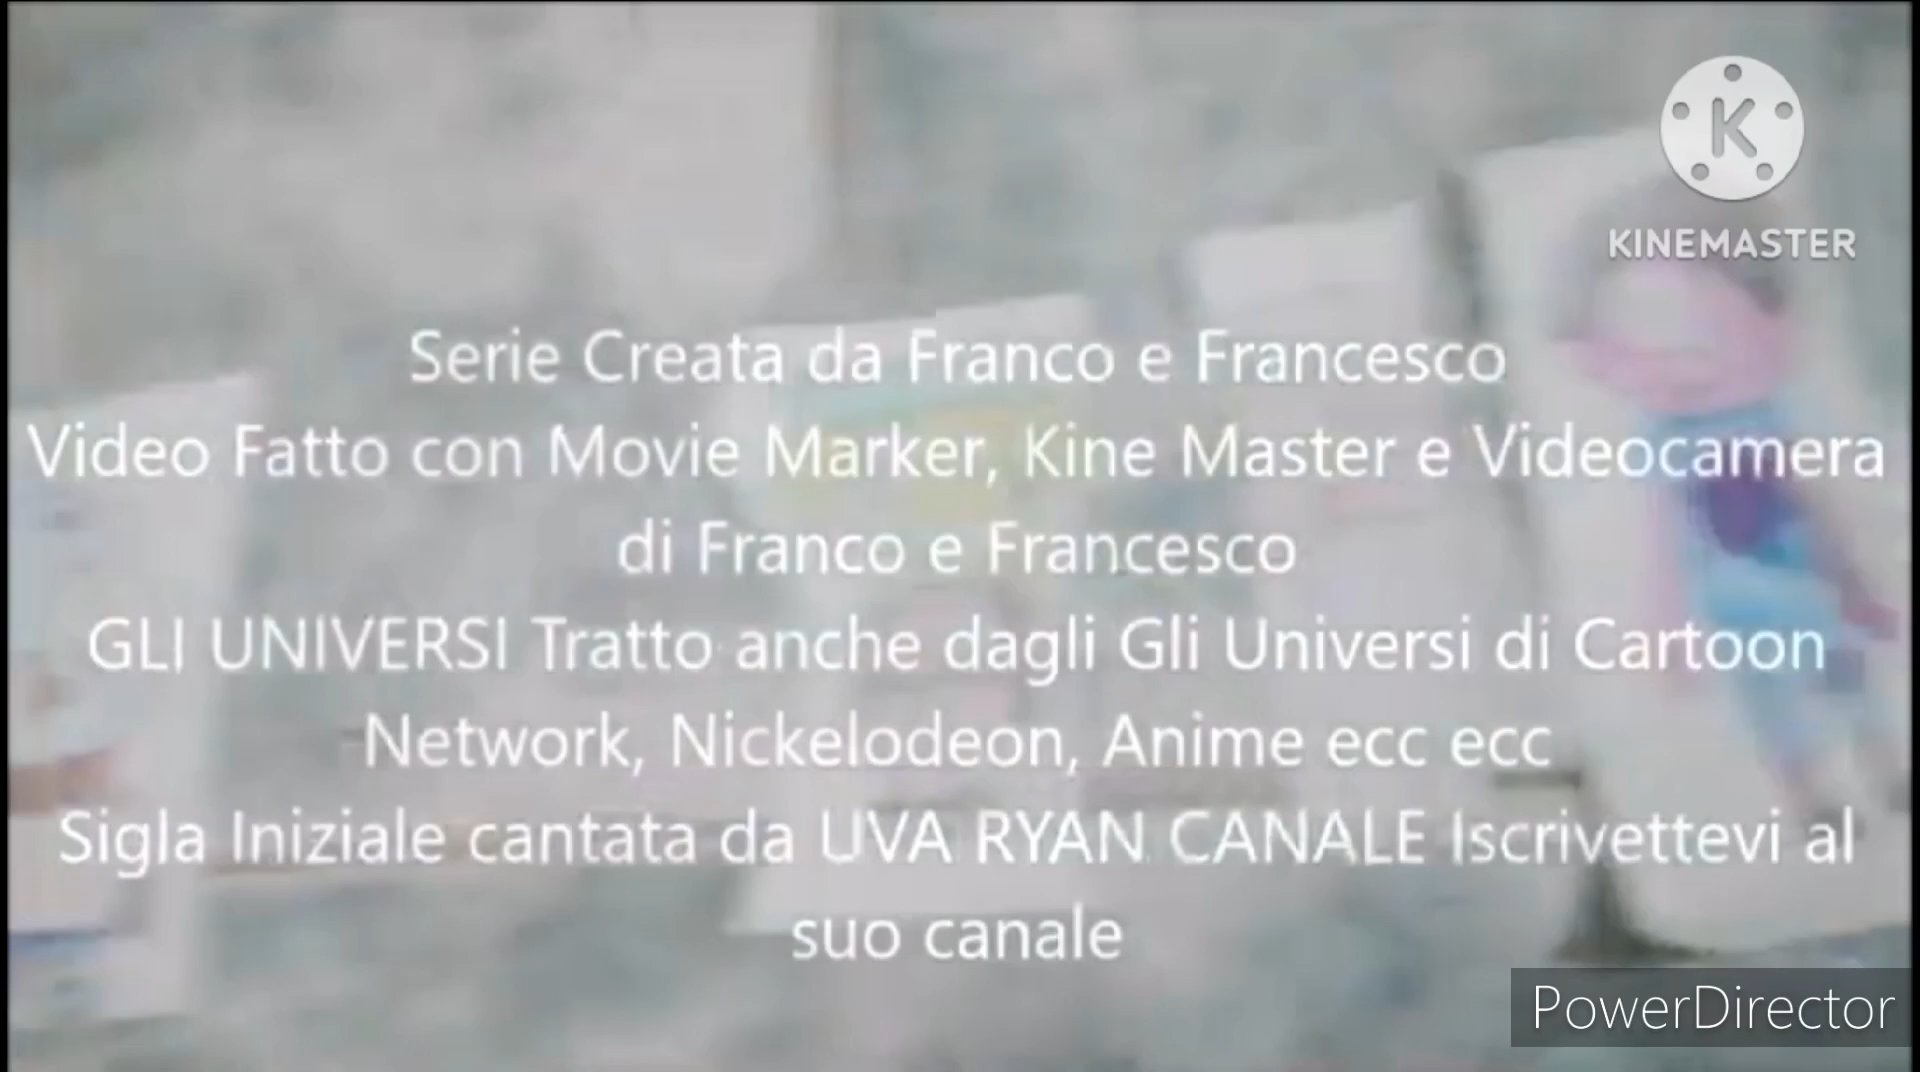 KINEMASTER
Serie Creata da Franco e Francesco
Video Fatto con Movie Marker, Kine Master e Videocamera
di Franco e Francesco
GLI UNIVERSI Tratto anche dagli Gli Universi di Cartoon
Network, Nickelodeon, Anime ecc ecc
Sigla Iniziale cantata da UVA RYAN CANALE Iscrivettevi al
suo canale
PowerDirector